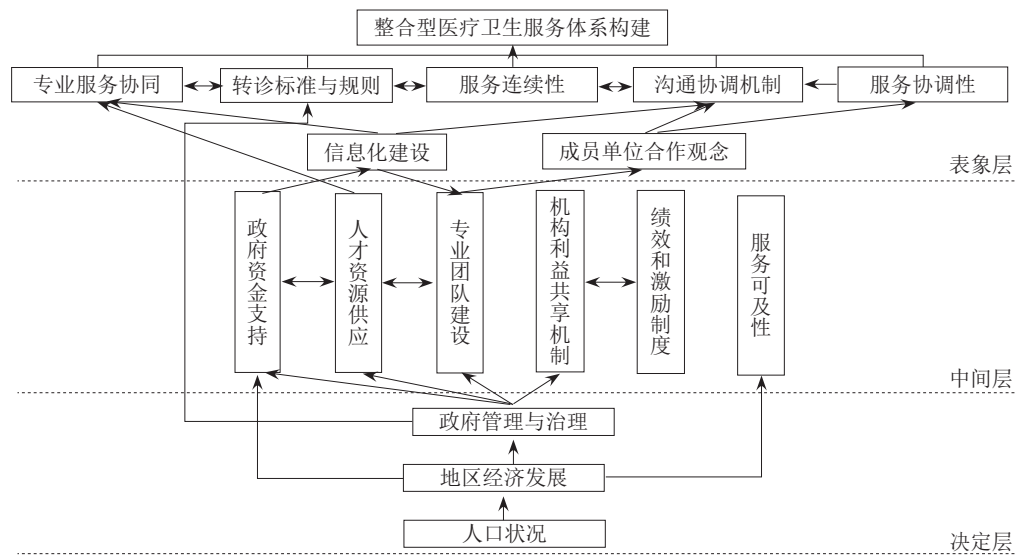 整合型医疗卫生服务体系构建
专业服务协同
转诊标准与规则
服务连续性
沟通协调机制
服务协调性
信息化建设
成员单位合作观念
表象层
政府资金支持
人才资源供应
专业团队建设
机构利益共享机制
绩效和激励制度
服务可及性
中间层
政府管理与治理
地区经济发展
人口状况
决定层